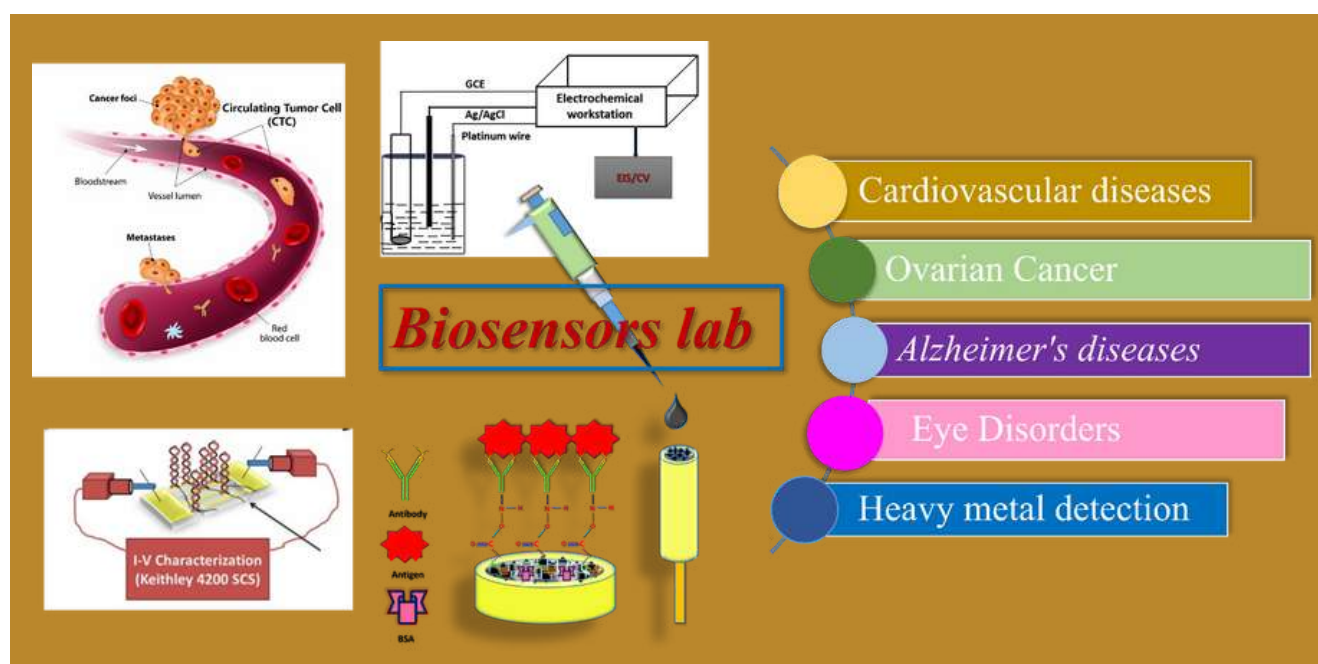 Cancer foci
Circulating Tumor Cell
(CTC)
Bloodstream
Vessel lumen
Metastases
Red
blood cell
GCE
Ag/AgCl
Platinum wire
Electrochemical
workstation
EIS/CV
Biosensors lab
I-V Characterization
(Keithley 4200 SCS)
Antibody
Antigen
BSA
Cardiovascular diseases
Ovarian Cancer
Alzheimer's diseases
Eye Disorders
Heavy metal detection